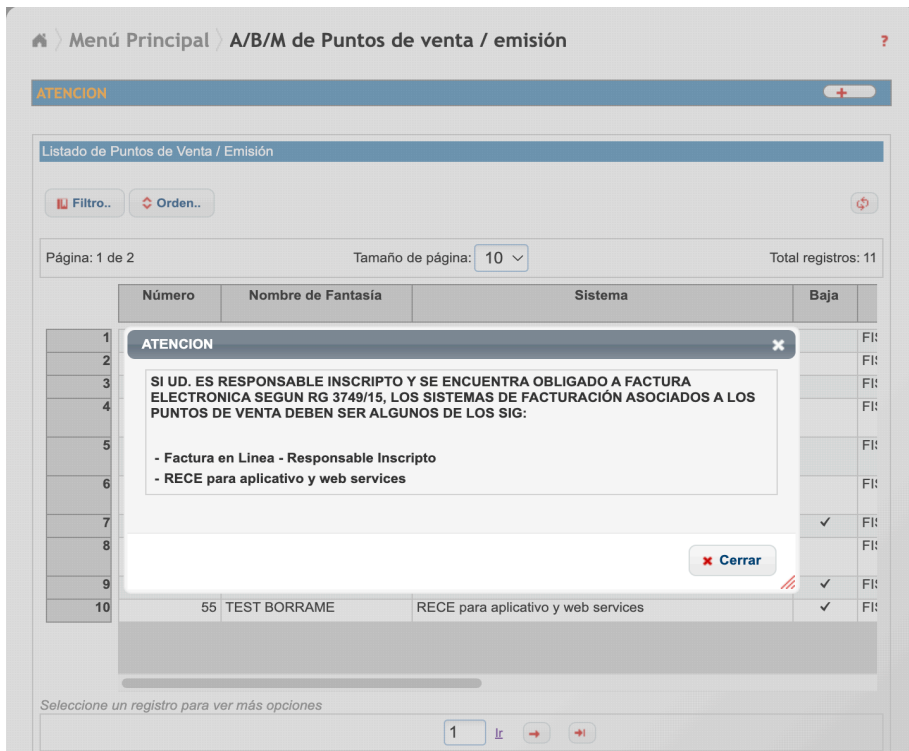 Menú Principal A/B/M de Puntos de venta / emisión ?
ATENCION +
Listado de Puntos de Venta / Emisión
Filtro.. Orden..
Página: 1 de 2 Tamaño de página: 10 Total registros: 11
Número Nombre de Fantasía Sistema Baja
1
2
3
4
5
6
7 ✓
8
9 ✓
10 55 TEST BORRAME RECE para aplicativo y web services ✓
ATENCION
SI UD. ES RESPONSABLE INSCRIPTO Y SE ENCUENTRA OBLIGADO A FACTURA
ELECTRONICA SEGUN RG 3749/15, LOS SISTEMAS DE FACTURACIÓN ASOCIADOS A LOS
PUNTOS DE VENTA DEBEN SER ALGUNOS DE LOS SIG:
- Factura en Linea - Responsable Inscripto
- RECE para aplicativo y web services
Cerrar
Seleccione un registro para ver más opciones
1 Ir